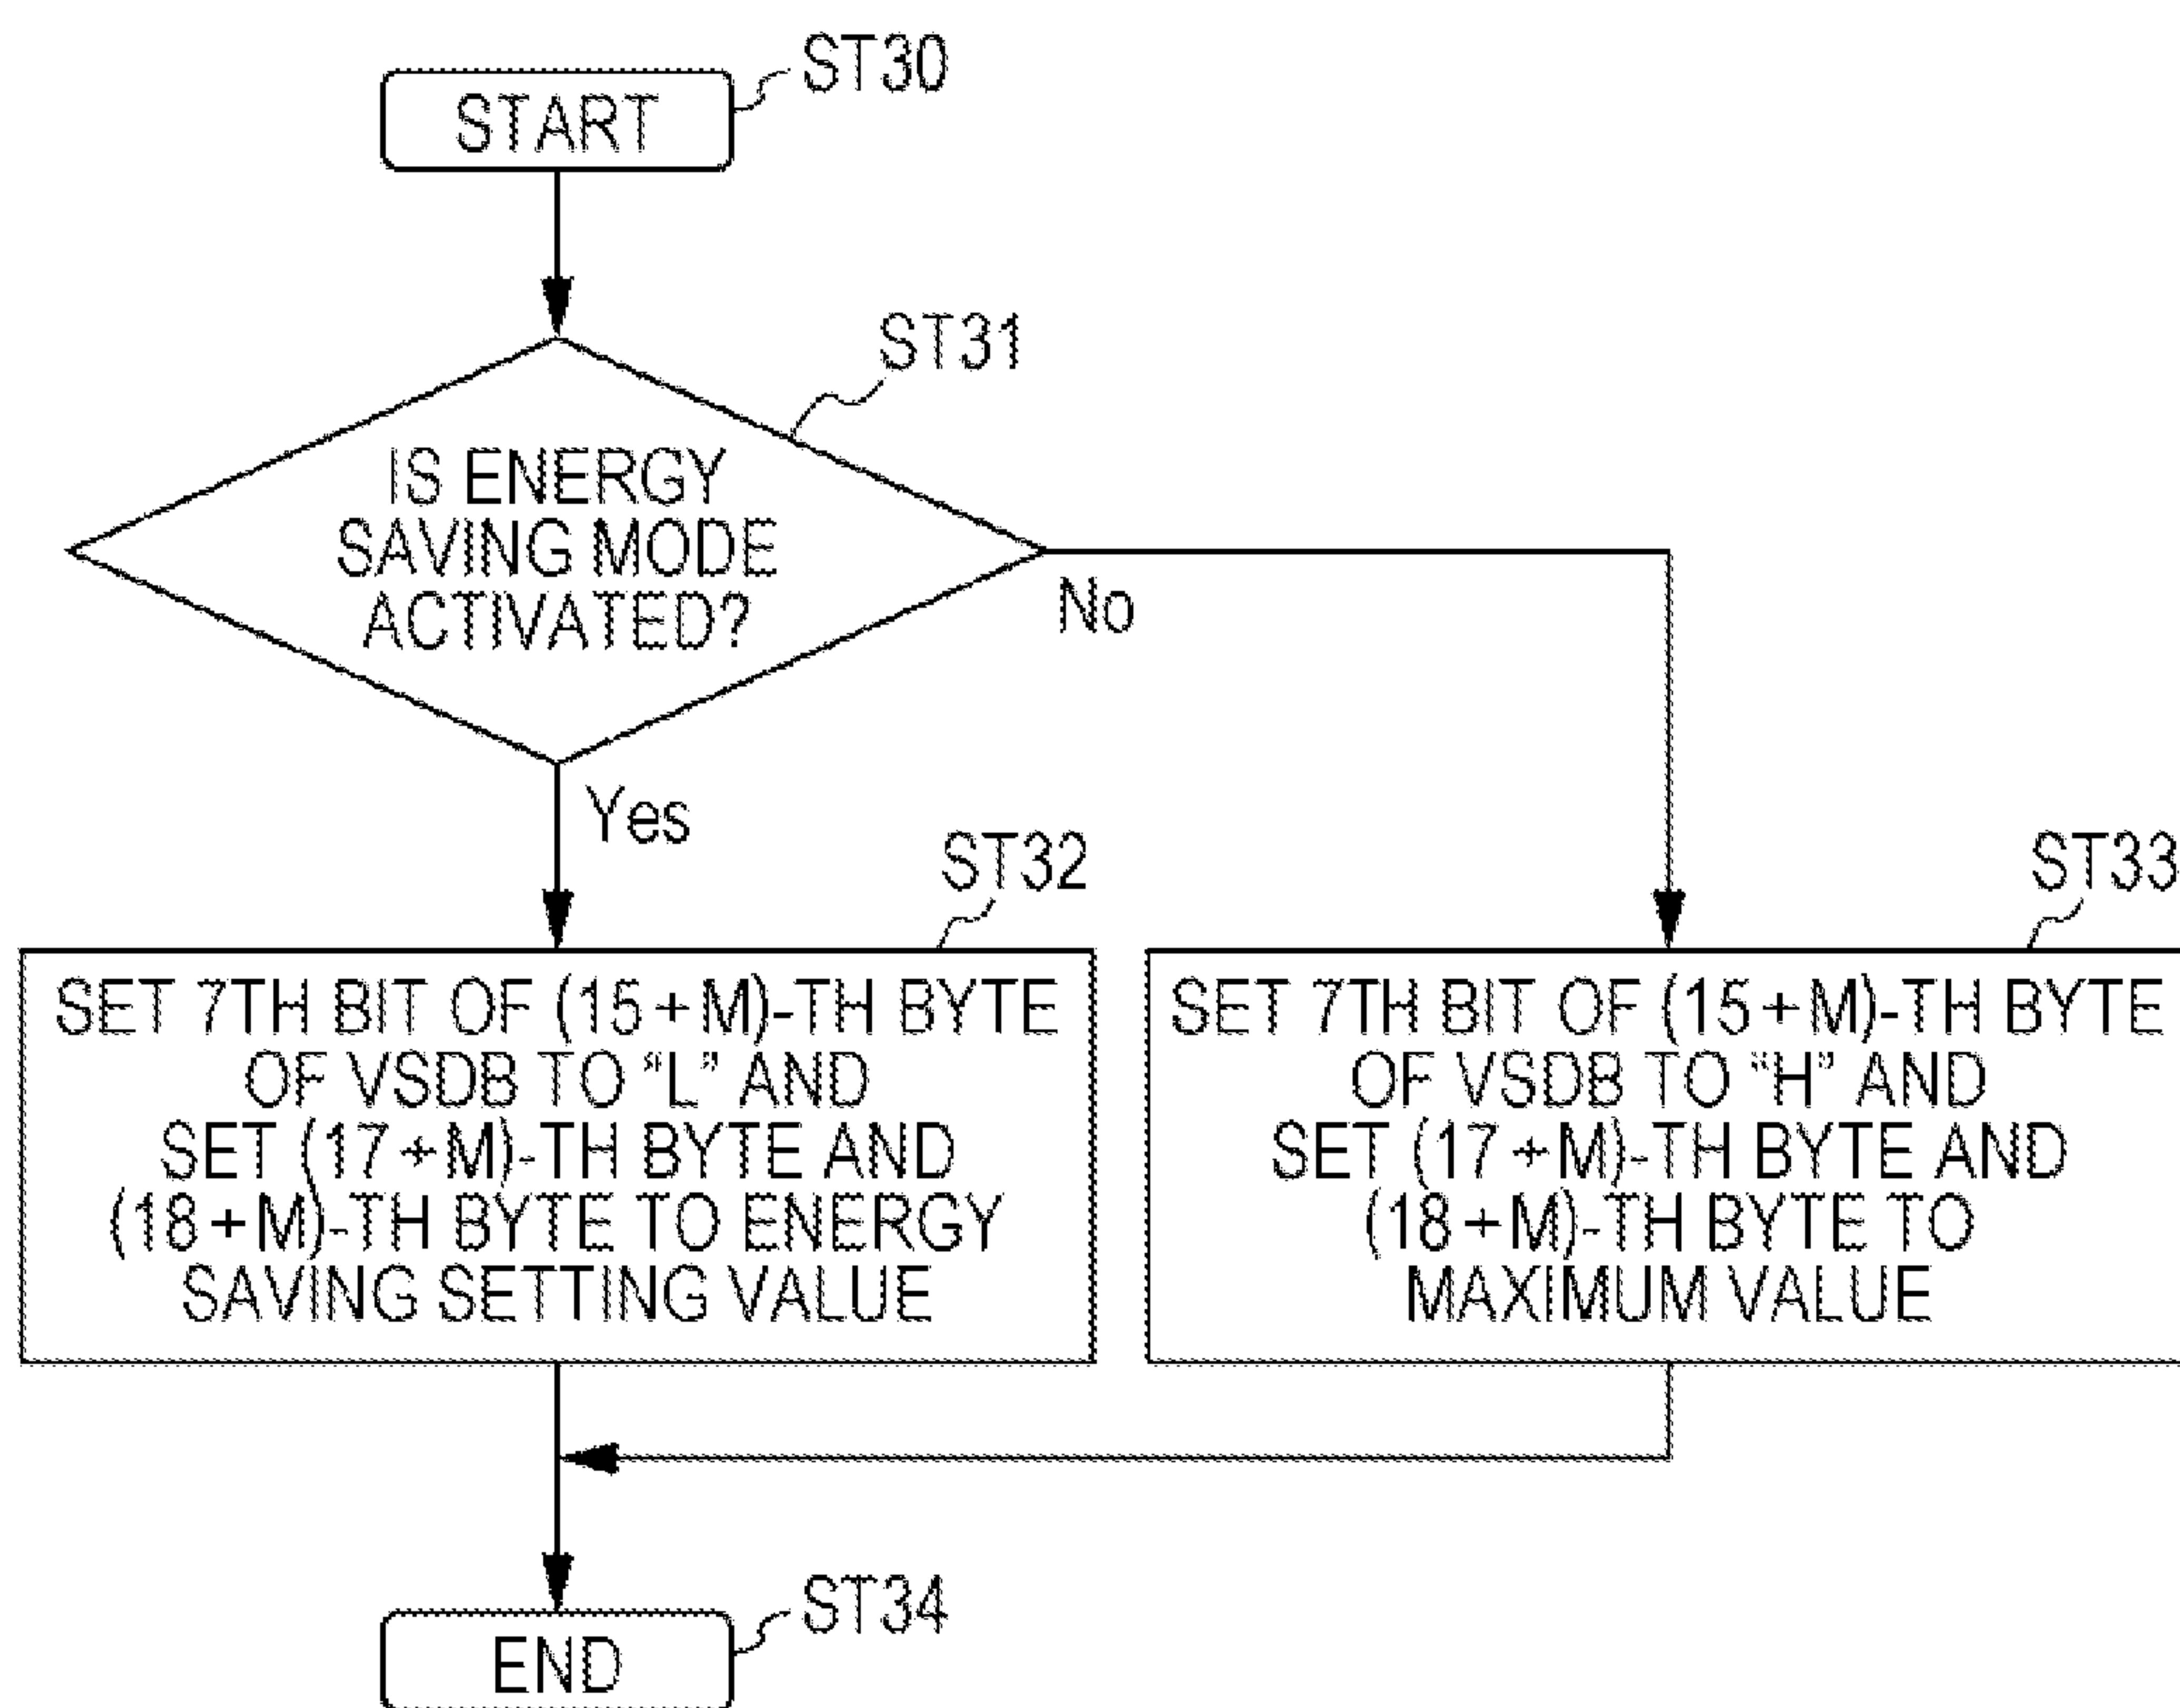 ST30
START
ST31
IS ENERGY
SAVING MODE
ACTIVATED?
No
Yes
ST32
SET 7TH BIT OF (15+M)-TH BYTE
OF VSDB TO “L” AND
SET (17+M)-TH BYTE AND
(18+M)-TH BYTE TO ENERGY
SAVING SETTING VALUE
ST33
SET 7TH BIT OF (15+M)-TH BYTE
OF VSDB TO “H” AND
SET (17+M)-TH BYTE AND
(18+M)-TH BYTE TO
MAXIMUM VALUE
ST34
END